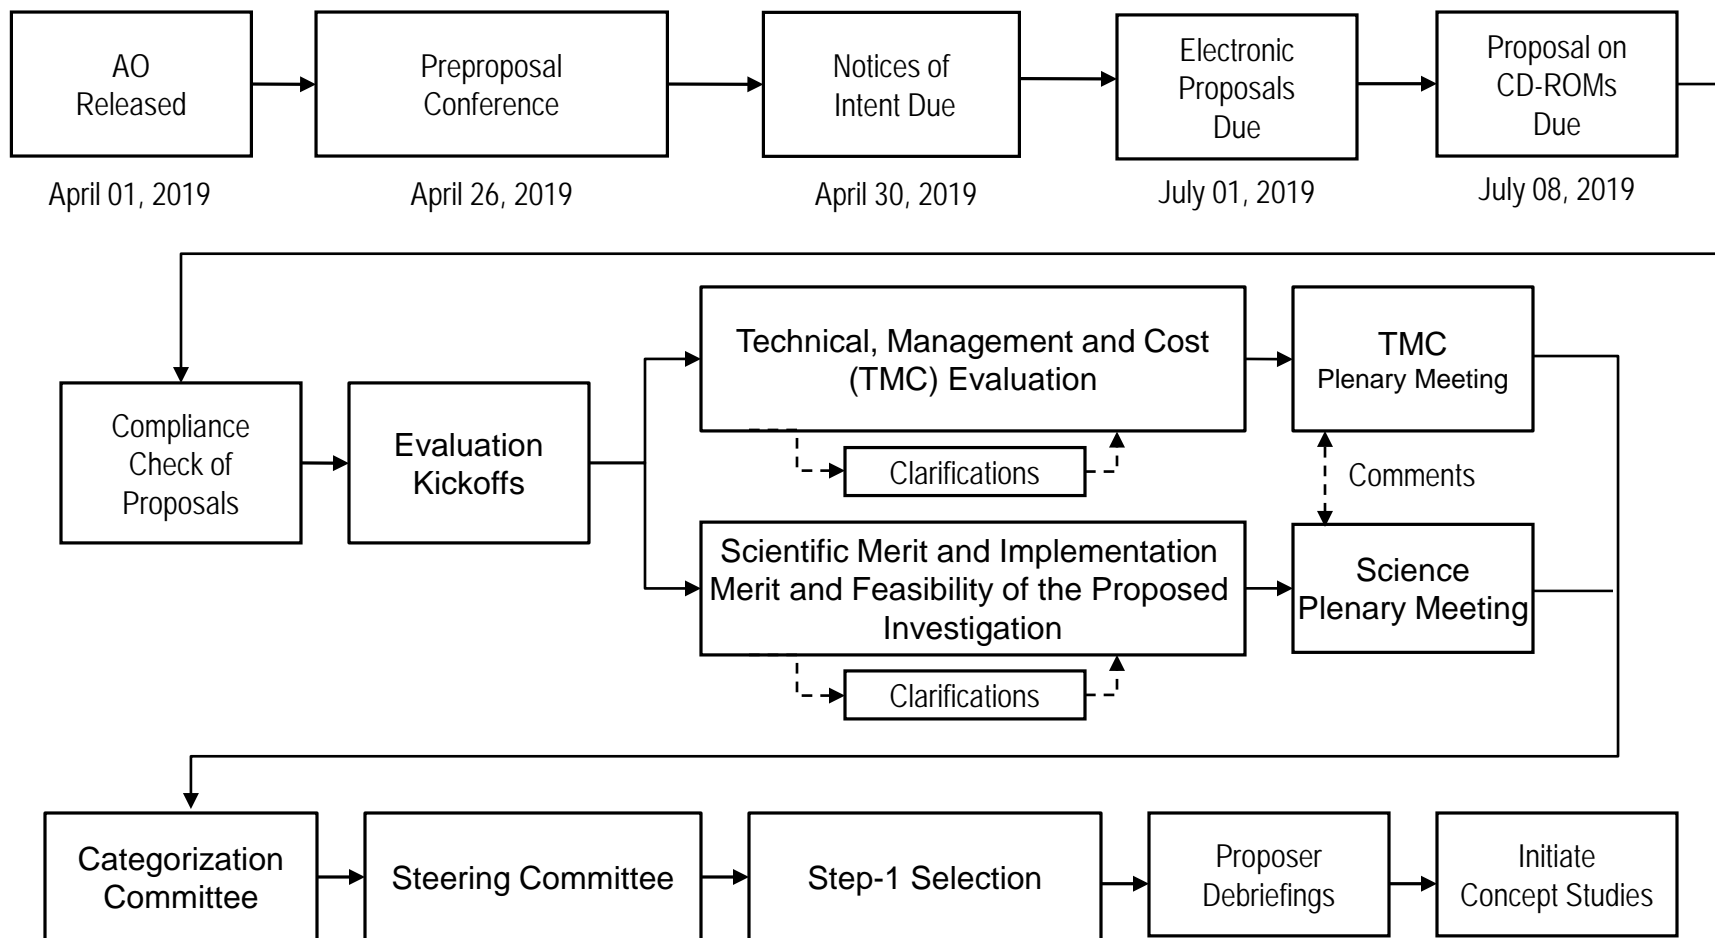 AO
Released
Preproposal
Conference
Notices of
Intent Due
Electronic
Proposals
Due
Proposal on
CD-ROMs
Due
April 01, 2019
April 26, 2019
April 30, 2019
July 01, 2019
July 08, 2019
Compliance
Check of
Proposals
Evaluation
Kickoffs
Technical, Management and Cost
(TMC) Evaluation
Clarifications
TMC
Plenary Meeting
Comments
Scientific Merit and Implementation
Merit and Feasibility of the Proposed
Investigation
Clarifications
Science
Plenary Meeting
Categorization
Committee
Steering Committee
Step-1 Selection
Proposer
Debriefings
Initiate
Concept Studies